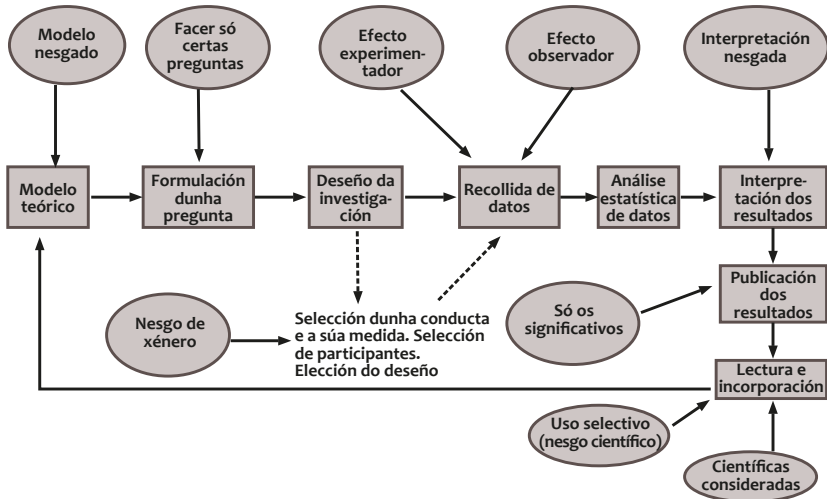 Modelo
nesgado
Facer só
certas
preguntas
Efecto
experimen-
tador
Efecto
observador
Interpretación
nesgada
Modelo
teórico
Formulación
dunha
pregunta
Deseño da
investiga-
ción
Recollida de
datos
Análise
estatística
de datos
Interpre-
tación dos
resultados
Publicación
dos
resultados
Nesgo de
xénero
Selección dunha conducta
e a súa medida. Selección
de participantes.
Elección do deseño
Só os
significativos
Lectura e
incorporación
Uso selectivo
(nesgo científico)
Científicas
consideradas